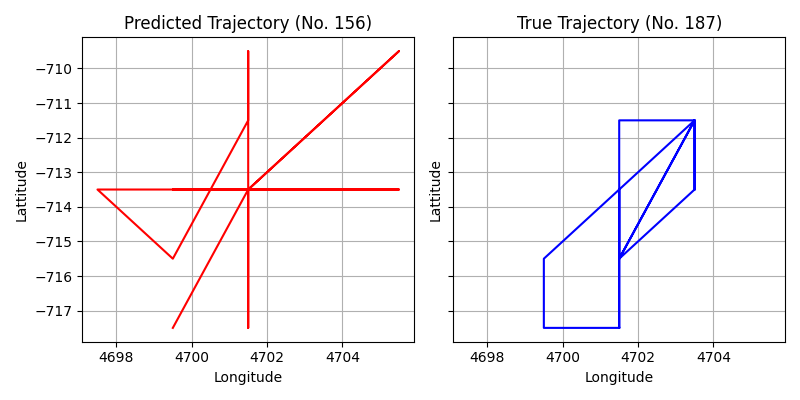 Predicted Trajectory (No. 156)
Lattitude
−710
−711
−712
−713
−714
−715
−716
−717
4698 4700 4702 4704
Longitude
True Trajectory (No. 187)
Lattitude
4698 4700 4702 4704
Longitude